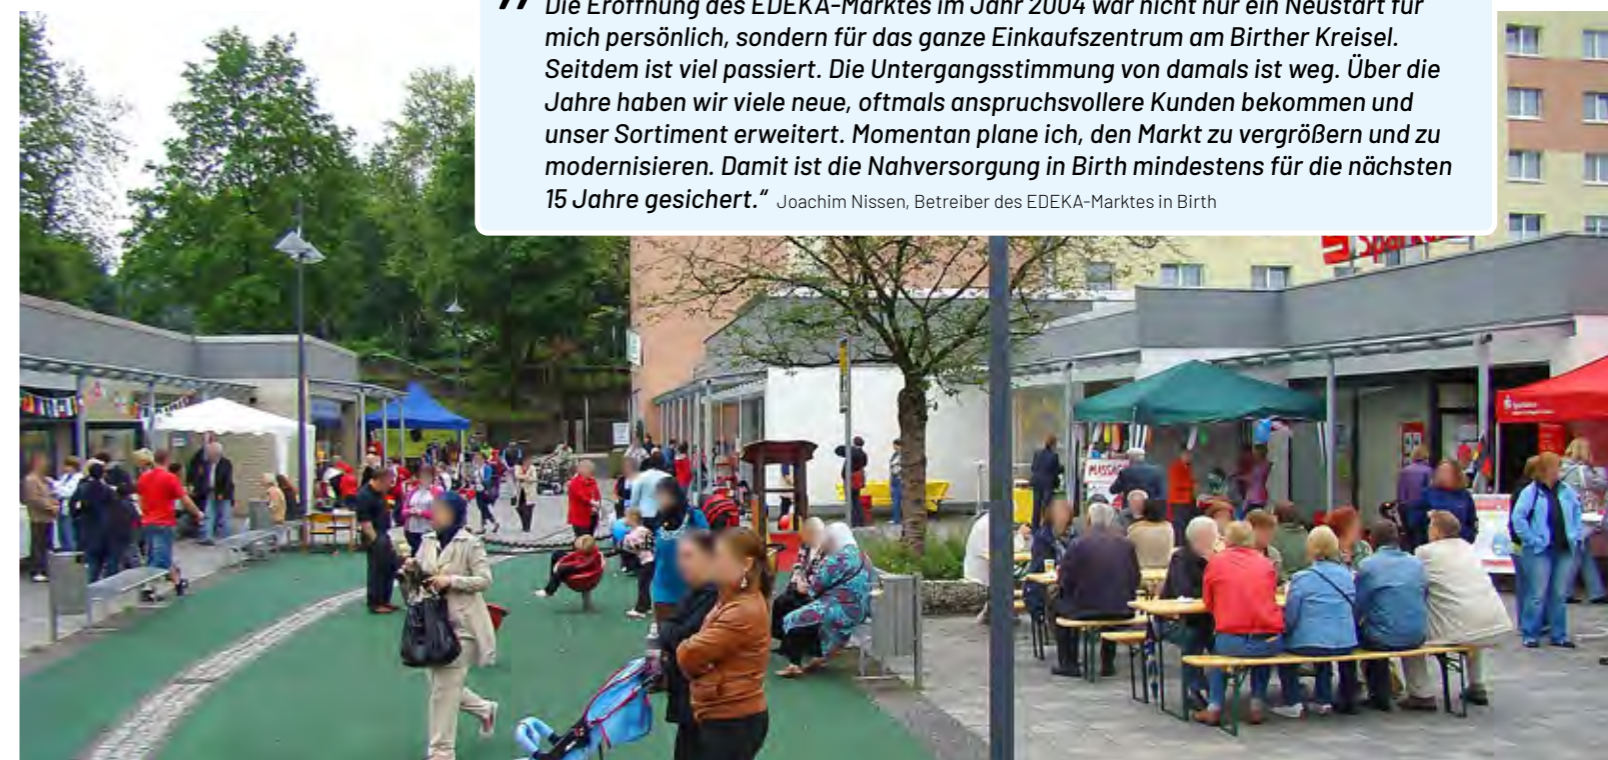 „ Die Eröffnung des EDEKA-Marktes im Jahr 2004 war nicht nur ein Neustart für
mich persönlich, sondern für das ganze Einkaufszentrum am Birther Kreisel.
Seitdem ist viel passiert. Die Untergangsstimmung von damals ist weg. Über die
Jahre haben wir viele neue, oftmals anspruchsvollere Kunden bekommen und
unser Sortiment erweitert. Momentan plane ich, den Markt zu vergrößern und zu
modernisieren. Damit ist die Nahversorgung in Birth mindestens für die nächsten
15 Jahre gesichert.“ Joachim Nissen, Betreiber des EDEKA-Marktes in Birth
Sparkasse